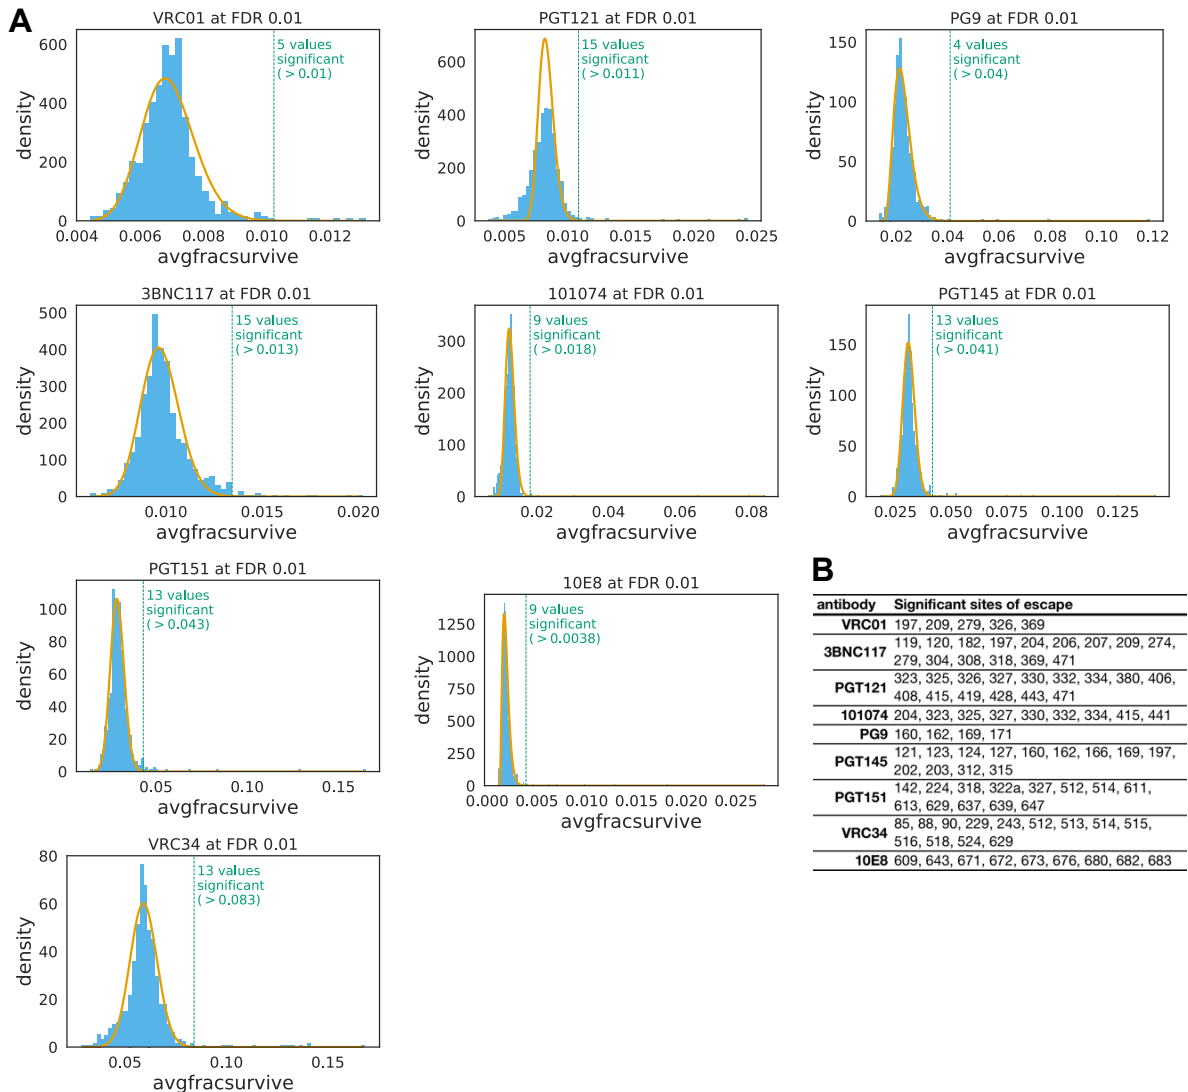 A
VRC01 at FDR 0.01
5 values
significant
( > 0.01)
density
600
400
200
0
0.004 0.006 0.008 0.010 0.012
avgfracsurvive
PGT121 at FDR 0.01
15 values
significant
( > 0.011)
density
600
400
200
0
0.005 0.010 0.015 0.020 0.025
avgfracsurvive
PG9 at FDR 0.01
4 values
significant
( > 0.04)
density
150
100
50
0
0.02 0.04 0.06 0.08 0.10 0.12
avgfracsurvive
3BNC117 at FDR 0.01
15 values
significant
( > 0.013)
density
500
400
300
200
100
0
0.010 0.015 0.020
avgfracsurvive
101074 at FDR 0.01
9 values
significant
( > 0.018)
density
300
200
100
0
0.02 0.04 0.06 0.08
avgfracsurvive
PGT145 at FDR 0.01
13 values
significant
( > 0.041)
density
150
100
50
0
0.025 0.050 0.075 0.100 0.125
avgfracsurvive
PGT151 at FDR 0.01
13 values
significant
( > 0.043)
density
100
80
60
40
20
0
0.05 0.10 0.15
avgfracsurvive
10E8 at FDR 0.01
9 values
significant
( > 0.0038)
density
1250
1000
750
500
250
0
0.000 0.005 0.010 0.015 0.020 0.025
avgfracsurvive
VRC34 at FDR 0.01
13 values
significant
( > 0.083)
density
80
60
40
20
0
0.05 0.10 0.15
avgfracsurvive
B
antibody Significant sites of escape
VRC01 197, 209, 279, 326, 369
3BNC117 119, 120, 182, 197, 204, 206, 207, 209, 274,
279, 304, 308, 318, 369, 471
PGT121 323, 325, 326, 327, 330, 332, 334, 380, 406,
408, 415, 419, 428, 443, 471
101074 204, 323, 325, 327, 330, 332, 334, 415, 441
PG9 160, 162, 169, 171
PGT145 121, 123, 124, 127, 160, 162, 166, 169, 197,
202, 203, 312, 315
PGT151 142, 224, 318, 322a, 327, 512, 514, 611,
613, 629, 637, 639, 647
VRC34 85, 88, 90, 229, 243, 512, 513, 514, 515,
516, 518, 524, 629
10E8 609, 643, 671, 672, 673, 676, 680, 682, 683